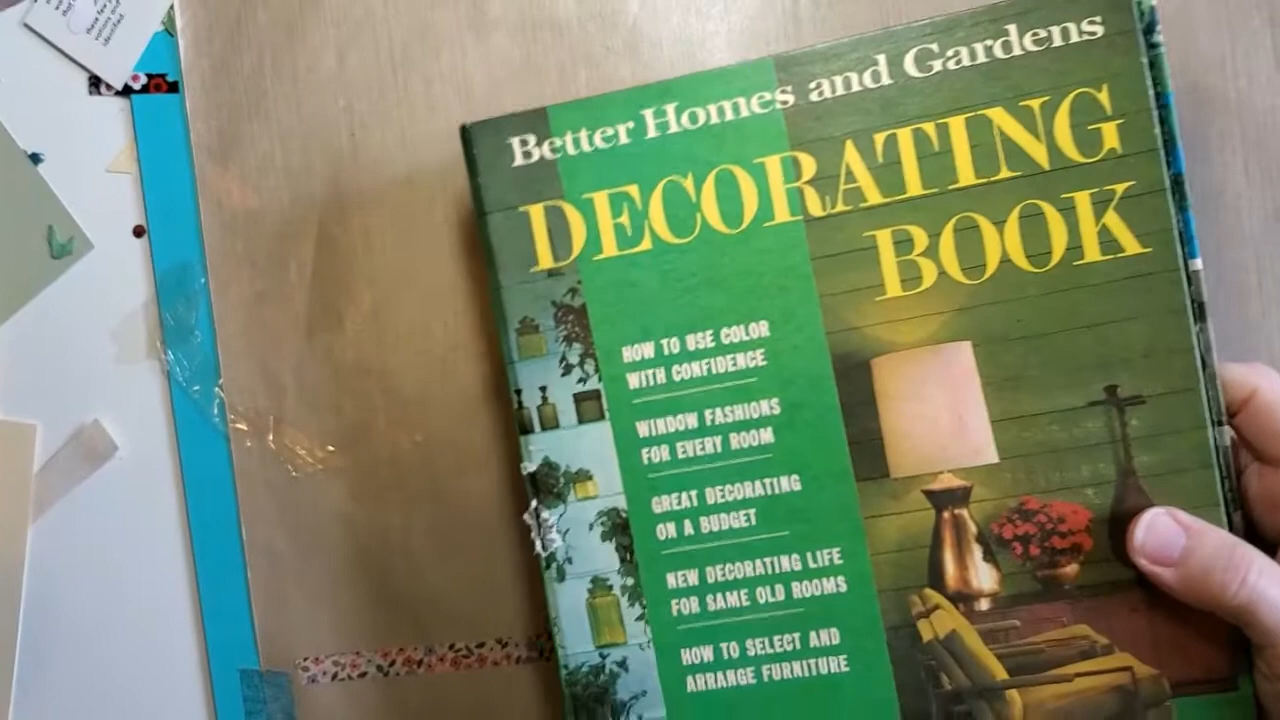 Better Homes and Gardens
DECORATING
BOOK
HOW TO USE COLOR
WITH CONFIDENCE
WINDOW FASHIONS
FOR EVERY ROOM
GREAT DECORATING
ON A BUDGET
NEW DECORATING LIFE
FOR SAME OLD ROOMS
HOW TO SELECT AND
ARRANGE FURNITURE